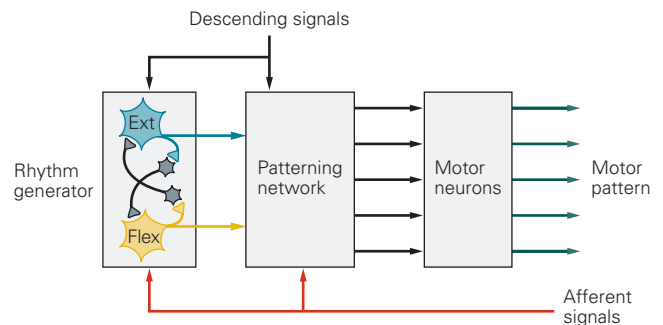 Descending signals
Ext
Rhythm
generator
Flex
Patterning
network
Motor
neurons
Motor
pattern
Afferent
signals